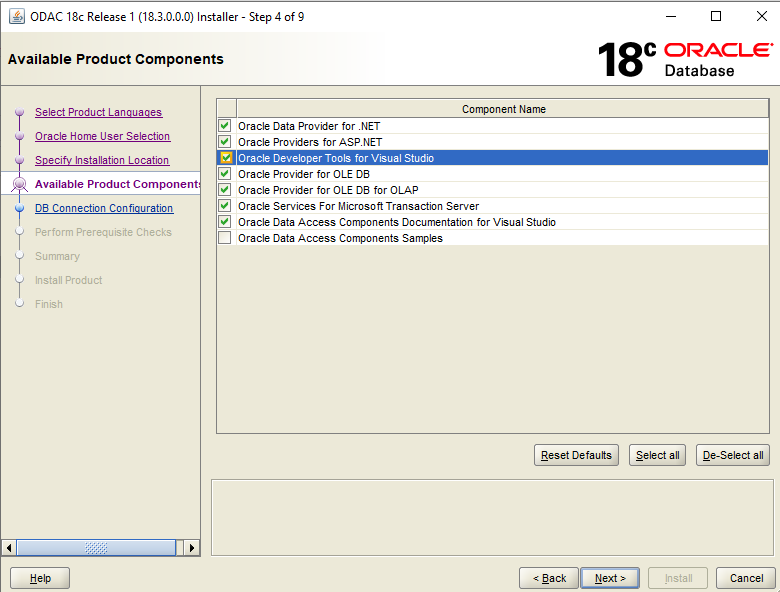 ODAC 18c Release 1 (18.3.0.0.0) Installer - Step 4 of 9
Available Product Components
18c ORACLE
Database
Select Product Languages
Oracle Home User Selection
Specify Installation Location
Available Product Components
DB Connection Configuration
Perform Prerequisite Checks
Summary
Install Product
Finish
Component Name
Oracle Data Provider for .NET
Oracle Providers for ASP.NET
Oracle Developer Tools for Visual Studio
Oracle Provider for OLE DB
Oracle Provider for OLE DB for OLAP
Oracle Services For Microsoft Transaction Server
Oracle Data Access Components Documentation for Visual Studio
Oracle Data Access Components Samples
Reset Defaults
Select all
De-Select all
Help
< Back
Next >
Install
Cancel